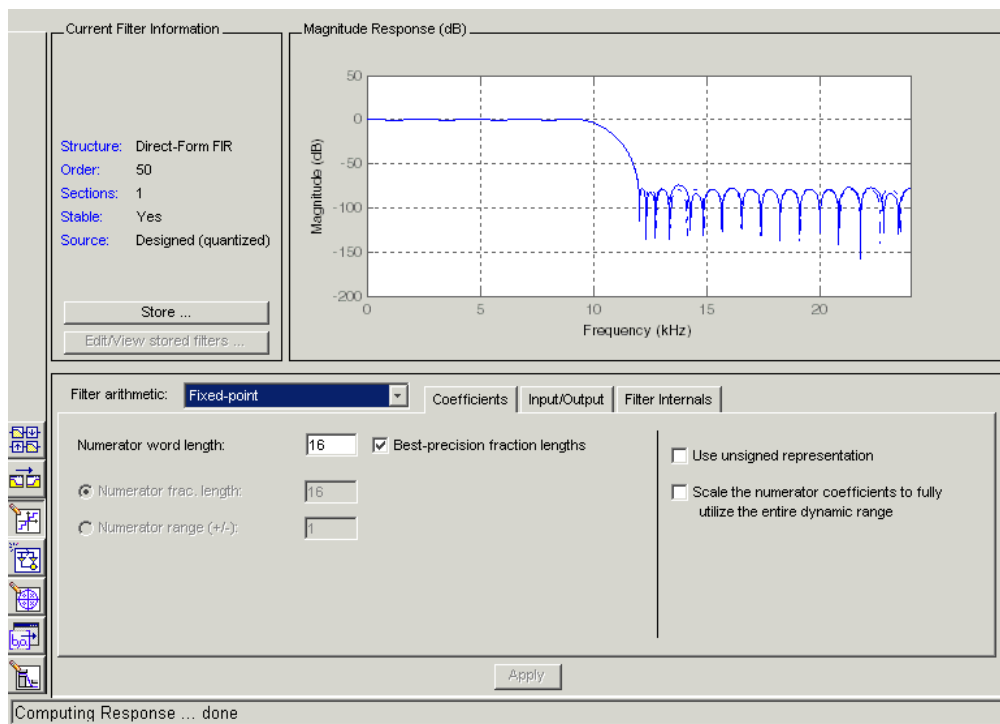 Current Filter Information
Structure: Direct-Form FIR
Order: 50
Sections: 1
Stable: Yes
Source: Designed (quantized)
Store ...
Edit/View stored filters ...
Magnitude Response (dB)
50
0
-50
-100
-150
-200
Magnitude (dB)
0 5 10 15 20
Frequency (kHz)
Filter arithmetic: Fixed-point
Coefficients Input/Output Filter Internals
Numerator word length: 16 Best-precision fraction lengths
Numerator frac. length: 16
Numerator range (+/-): 1
Use unsigned representation
Scale the numerator coefficients to fully
utilize the entire dynamic range
Apply
Computing Response ... done